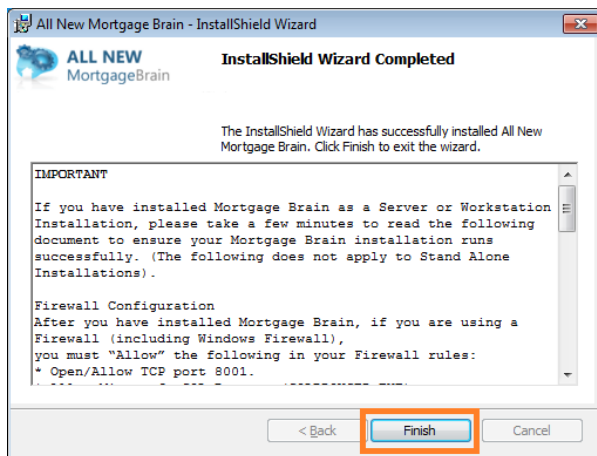 All New Mortgage Brain - InstallShield Wizard
ALL NEW
MortgageBrain
InstallShield Wizard Completed
The InstallShield Wizard has successfully installed All New
Mortgage Brain. Click Finish to exit the wizard.
IMPORTANT
If you have installed Mortgage Brain as a Server or Workstation
Installation, please take a few minutes to read the following
document to ensure your Mortgage Brain installation runs
successfully. (The following does not apply to Stand Alone
Installations).
Firewall Configuration
After you have installed Mortgage Brain, if you are using a
Firewall (including Windows Firewall),
you must “Allow” the following in your Firewall rules:
* Open/Allow TCP port 8001.
< Back
Finish
Cancel